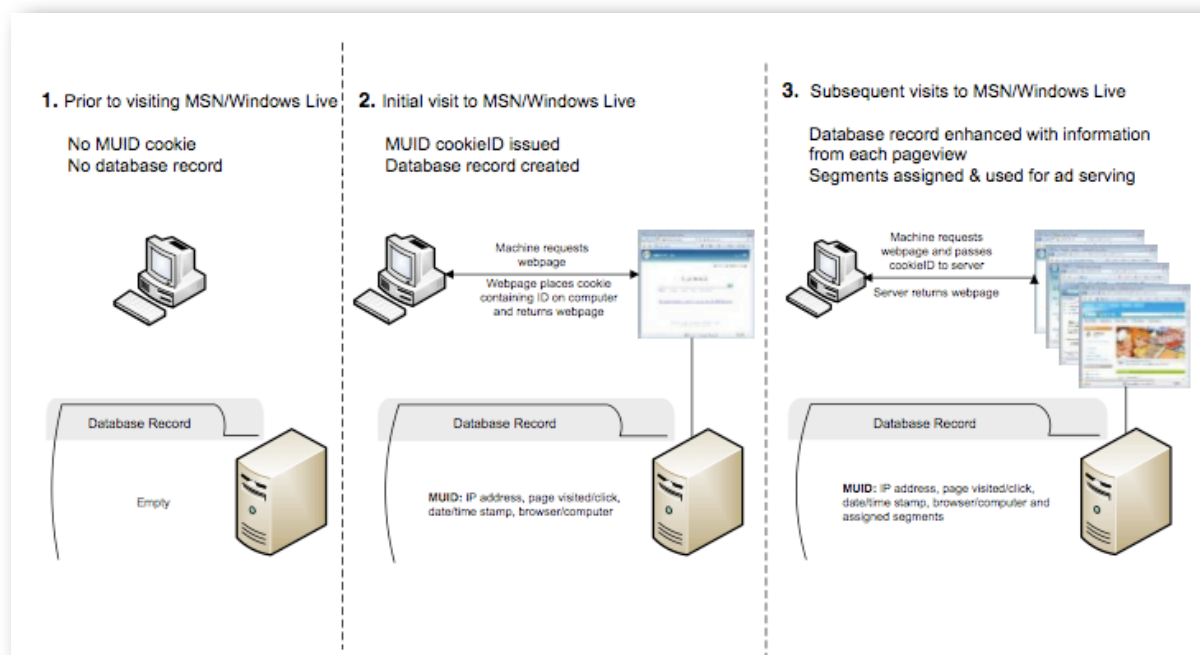 1. Prior to visiting MSN/Windows Live
No MUID cookie
No database record
Database Record
Empty
2. Initial visit to MSN/Windows Live
MUID cookieID issued
Database record created
Machine requests
webpage
Webpage places cookie
containing ID on computer
and returns webpage
Database Record
MUID: IP address, page visited/click,
date/time stamp, browser/computer
3. Subsequent visits to MSN/Windows Live
Database record enhanced with information
from each pageview
Segments assigned & used for ad serving
Machine requests
webpage and passes
cookieID to server
Server returns webpage
Database Record
MUID: IP address, page visited/click,
date/time stamp, browser/computer and
assigned segments